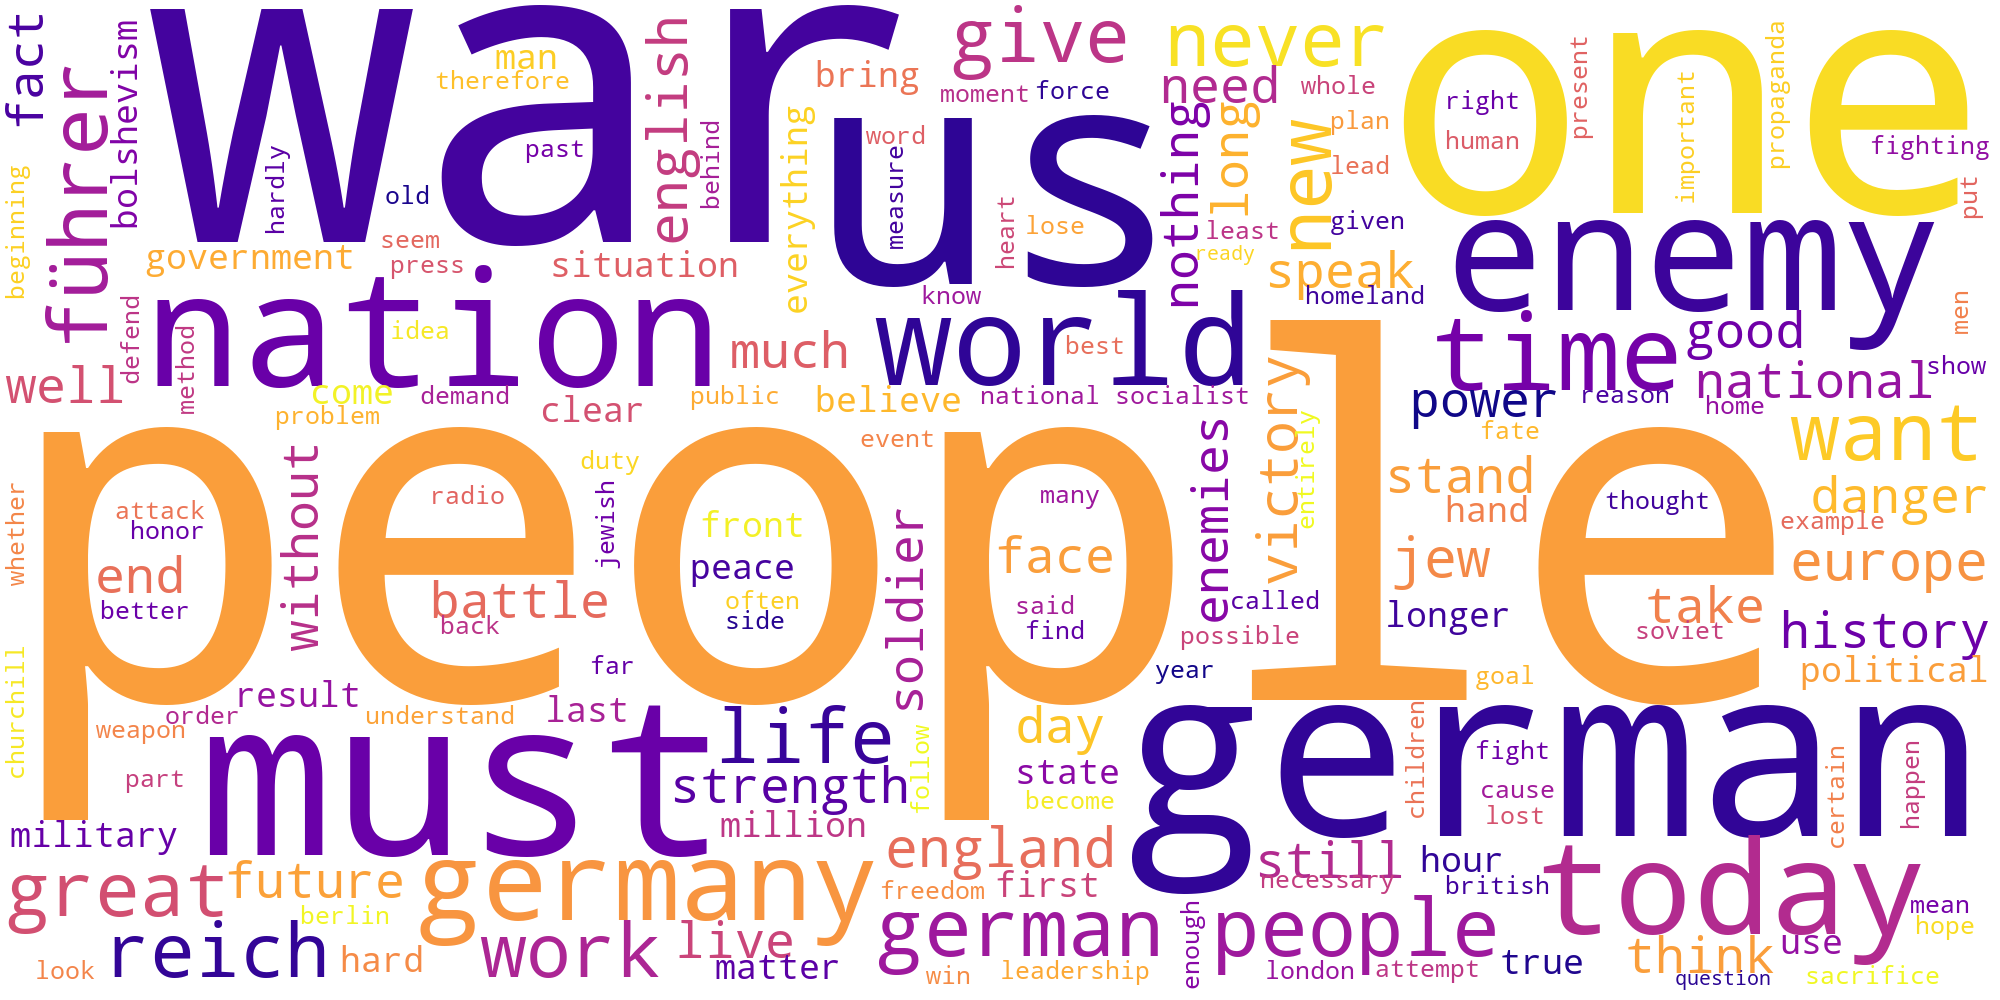 war
us
one
people
must
german
nation
world
enemy
time
germany
today
führer
fact
bolshevism
man
therefore
past
old
hardly
beginning
government
seem
press
situation
english
behind
bring
everything
word
measure
give
moment
force
never
need
nothing
long
whole
plan
lead
new
least
given
ready
speak
homeland
heart
lose
know
best
right
human
present
important
propaganda
fighting
put
men
show
good
national
home
reason
power
fate
want
danger
example
europe
history
political
well
defend
method
idea
come
problem
demand
clear
much
public
believe
national socialist
event
victory
entirely
enemies
stand
hand
jew
thought
longer
take
soviet
goal
whether
attack
honor
end
better
without
radio
battle
back
duty
jewish
front
peace
often
side
soldier
many
face
said
find
called
possible
year
churchill
weapon
order
result
understand
last
far
part
military
life
strength
million
follow
day
state
become
children
fight
cause
lost
certain
happen
great
future
berlin
reich
look
hard
work
live
matter
england
freedom
first
still
necessary
hour
british
german people
enough
win
leadership
london
attempt
true
think
question
use
mean
hope
sacrifice